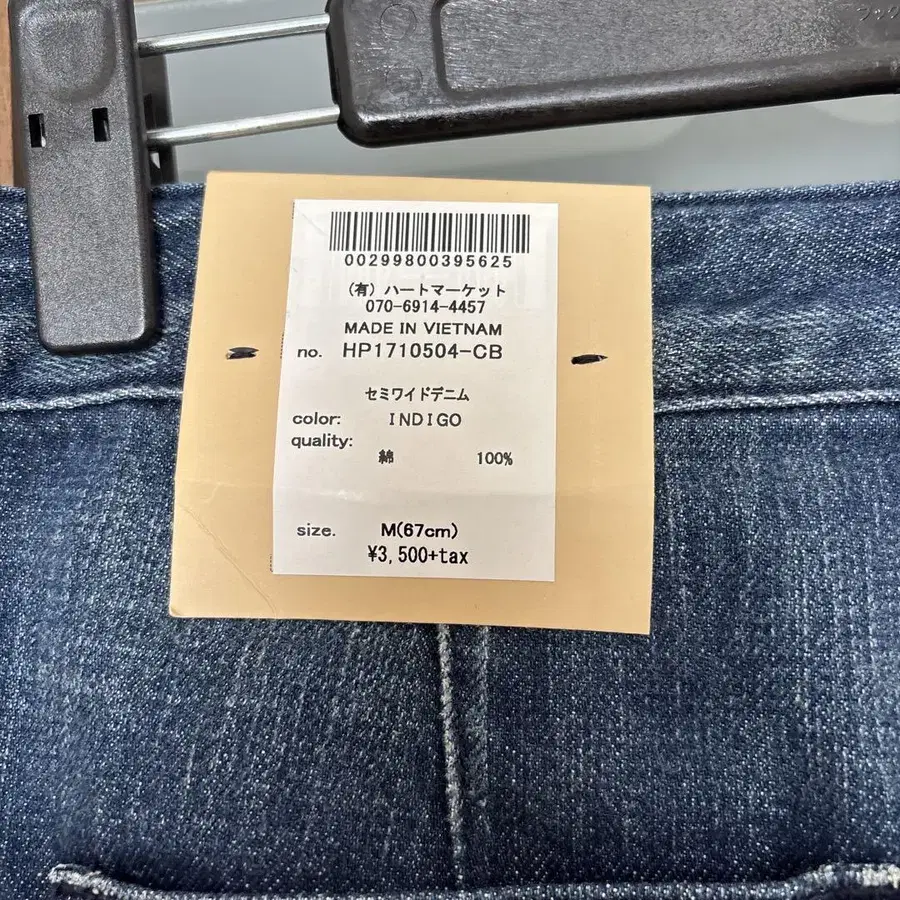 00299800395625
(有) ハートマーケット
070-6914-4457
MADE IN VIETNAM
no. HP1710504-CB
セミワイドデニム
color: INDIGO
quality:
綿 100%
size. M(67cm)
¥3,500+tax